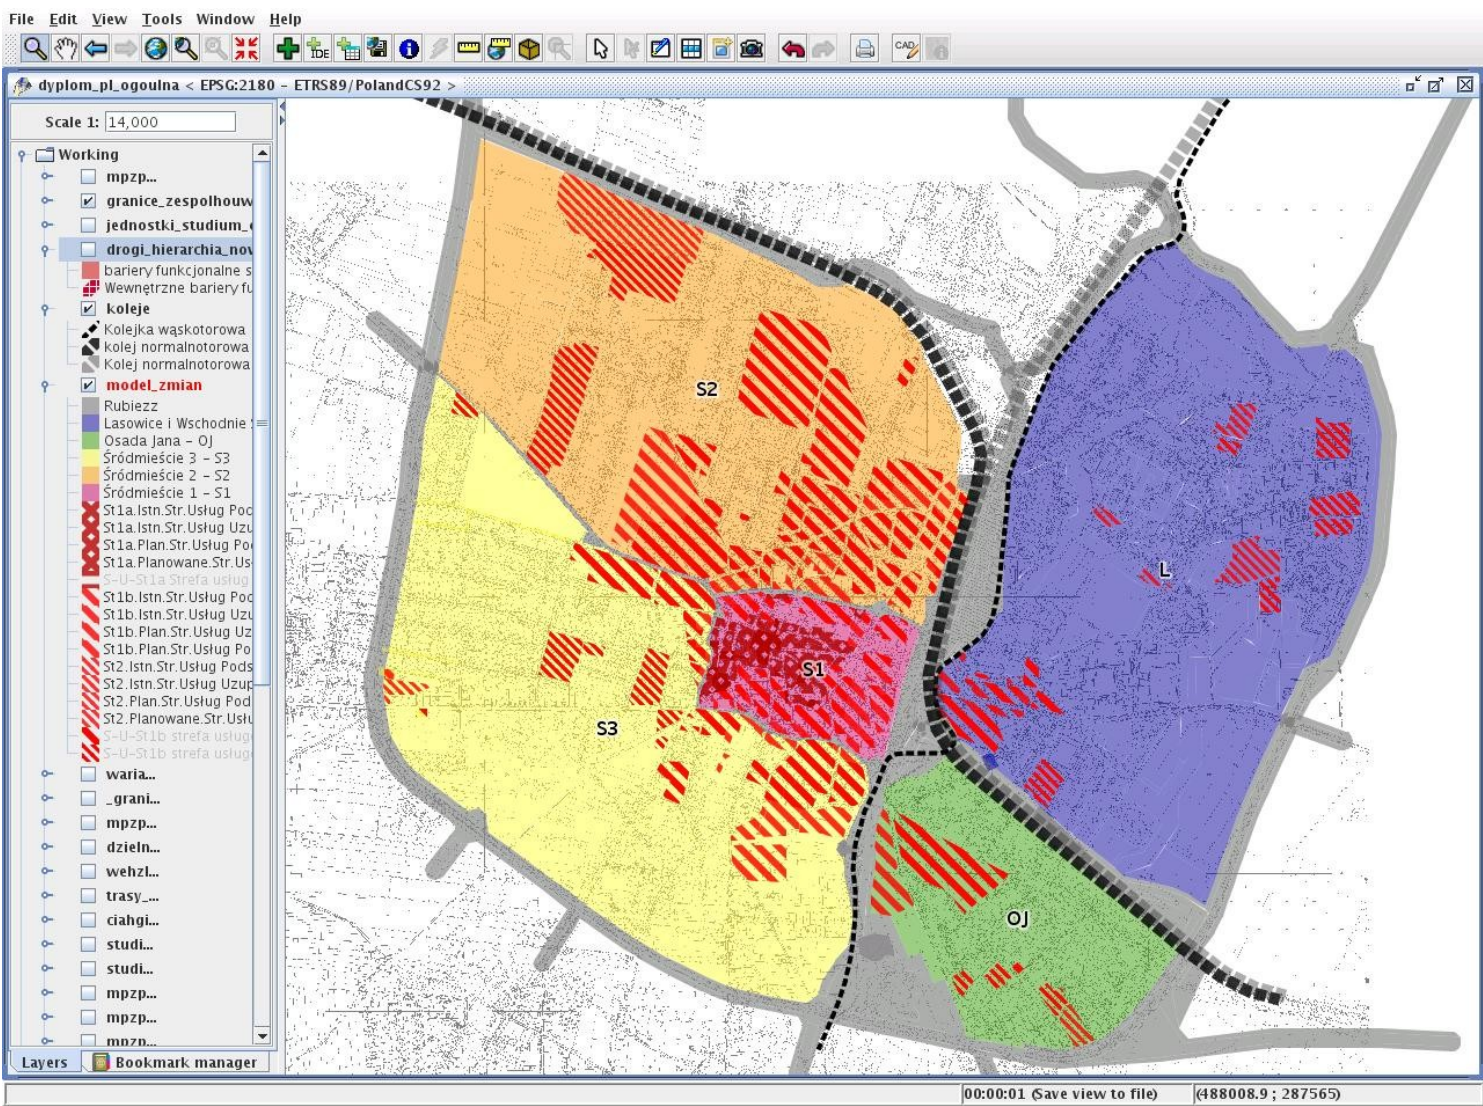 File Edit View Tools Window Help
IDE
CAD
dyplom_pl_ogoulna < EPSG:2180 - ETRS89/PolandCS92 >
Scale 1: 14,000
Working
mpzp...
granice_zespolhouw
jednostki_studium_
drogi_hierarchia_nov
bariery funkcjonalne s
Wewnętrzne bariery fu
koleje
Kolejka wąskotorowa
kolej normalnotorowa
Kolej normalnotorowa
model_zmian
Rubiezz
Lasowice i Wschodnie
Osada Jana - OJ
Śródmieście 3 - S3
Śródmieście 2 - S2
Śródmieście 1 - S1
St1a.Istn.Str.Usług Pod
St1a.Istn.Str.Usług Uzu
St1a.Plan.Str.Usług Po
St1a.Planowane.Str.Us
S-U-St1a Strefa usług
St1b.Istn.Str.Usług Poc
St1b.Istn.Str.Usług Uzu
St1b.Plan.Str.Usług Uz
St1b.Plan.Str.Usług Po
St2.Istn.Str.Usług Pods
St2.Istn.Str.Usług Uzup
St2.Plan.Str.Usług Pod
St2.Planowane.Str.Usłu
S-U-St1b strefa usług
S-U-St1b strefa usług
waria...
_grani...
mpzp...
dzieln...
wehzl...
trasy_...
ciahgi...
studi...
studi...
mpzp...
mpzp...
mpzp...
Layers Bookmark manager
S2
L
S1
S3
OJ
00:00:01 (Save view to file) (488008.9 ; 287565)